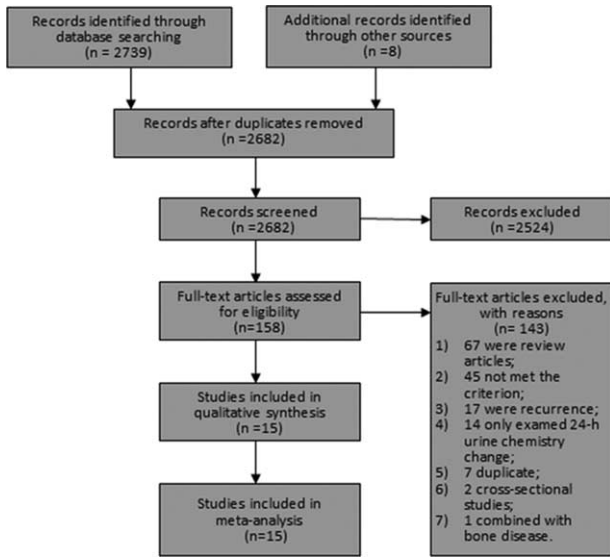 Records identified through
database searching
(n = 2739)
Additional records identified
through other sources
(n =8)
Records after duplicates removed
(n =2682)
Records screened
(n =2682)
Records excluded
(n =2524)
Full-text articles assessed
for eligibility
(n=158)
Full-text articles excluded,
with reasons
(n= 143)
1) 67 were review
articles;
2) 45 not met the
criterion;
3) 17 were recurrence;
4) 14 only examed 24-h
urine chemistry
change;
5) 7 duplicate;
6) 2 cross-sectional
studies;
7) 1 combined with
bone disease.
Studies included in
qualitative synthesis
(n =15)
Studies included in
meta-analysis
(n=15)